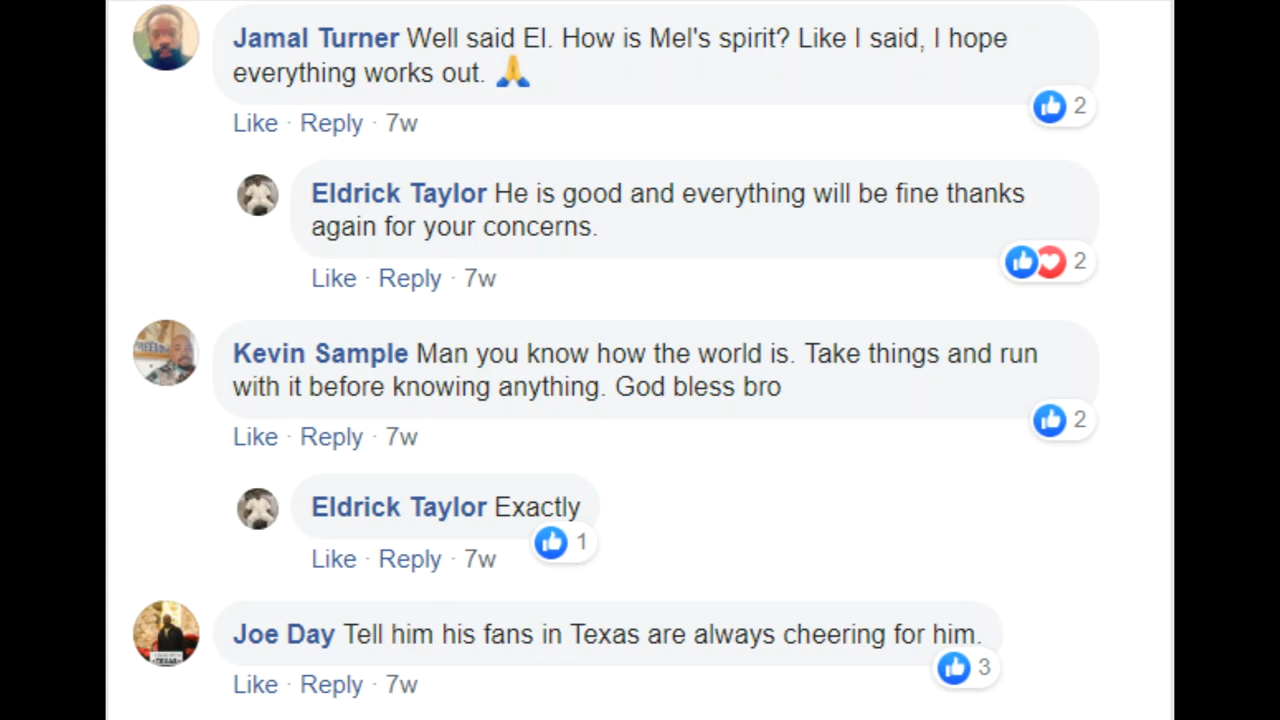 Jamal Turner Well said El. How is Mel's spirit? Like I said, I hope
everything works out. 🙏
2
Like · Reply · 7w
Eldrick Taylor He is good and everything will be fine thanks
again for your concerns.
2
Like · Reply · 7w
Kevin Sample Man you know how the world is. Take things and run
with it before knowing anything. God bless bro
2
Like · Reply · 7w
Eldrick Taylor Exactly
1
Like · Reply · 7w
Joe Day Tell him his fans in Texas are always cheering for him.
3
Like · Reply · 7w